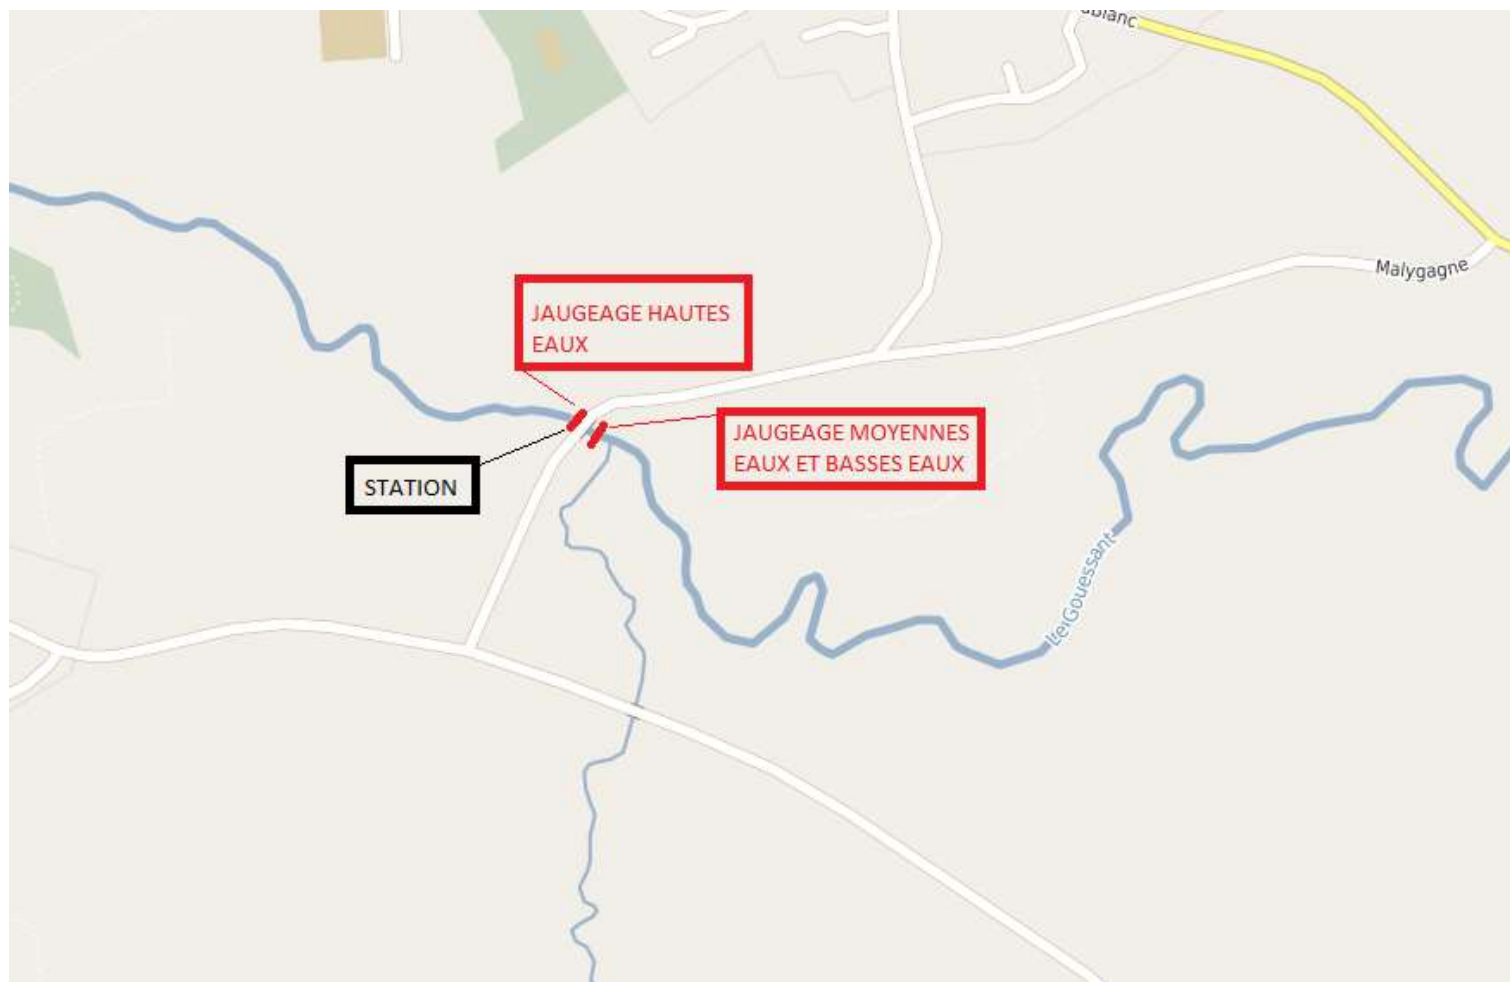 JAUGEAGE HAUTES
EAUX
Malygagne
JAUGEAGE MOYENNES
EAUX ET BASSES EAUX
STATION
Le Gouessant